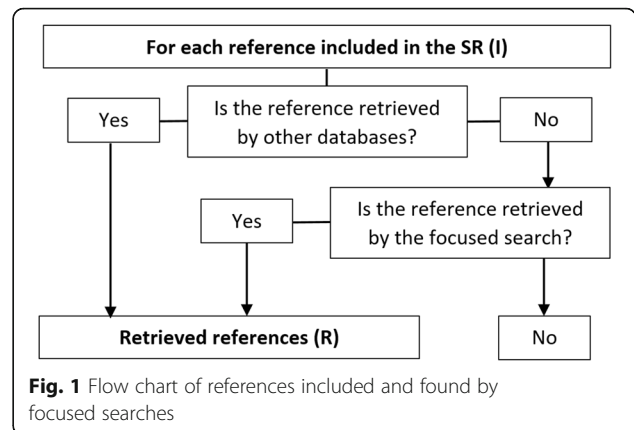 For each reference included in the SR (I)
Is the reference retrieved
by other databases?
Yes
No
Is the reference retrieved
by the focused search?
Yes
Retrieved references (R)
No
Fig. 1 Flow chart of references included and found by
focused searches